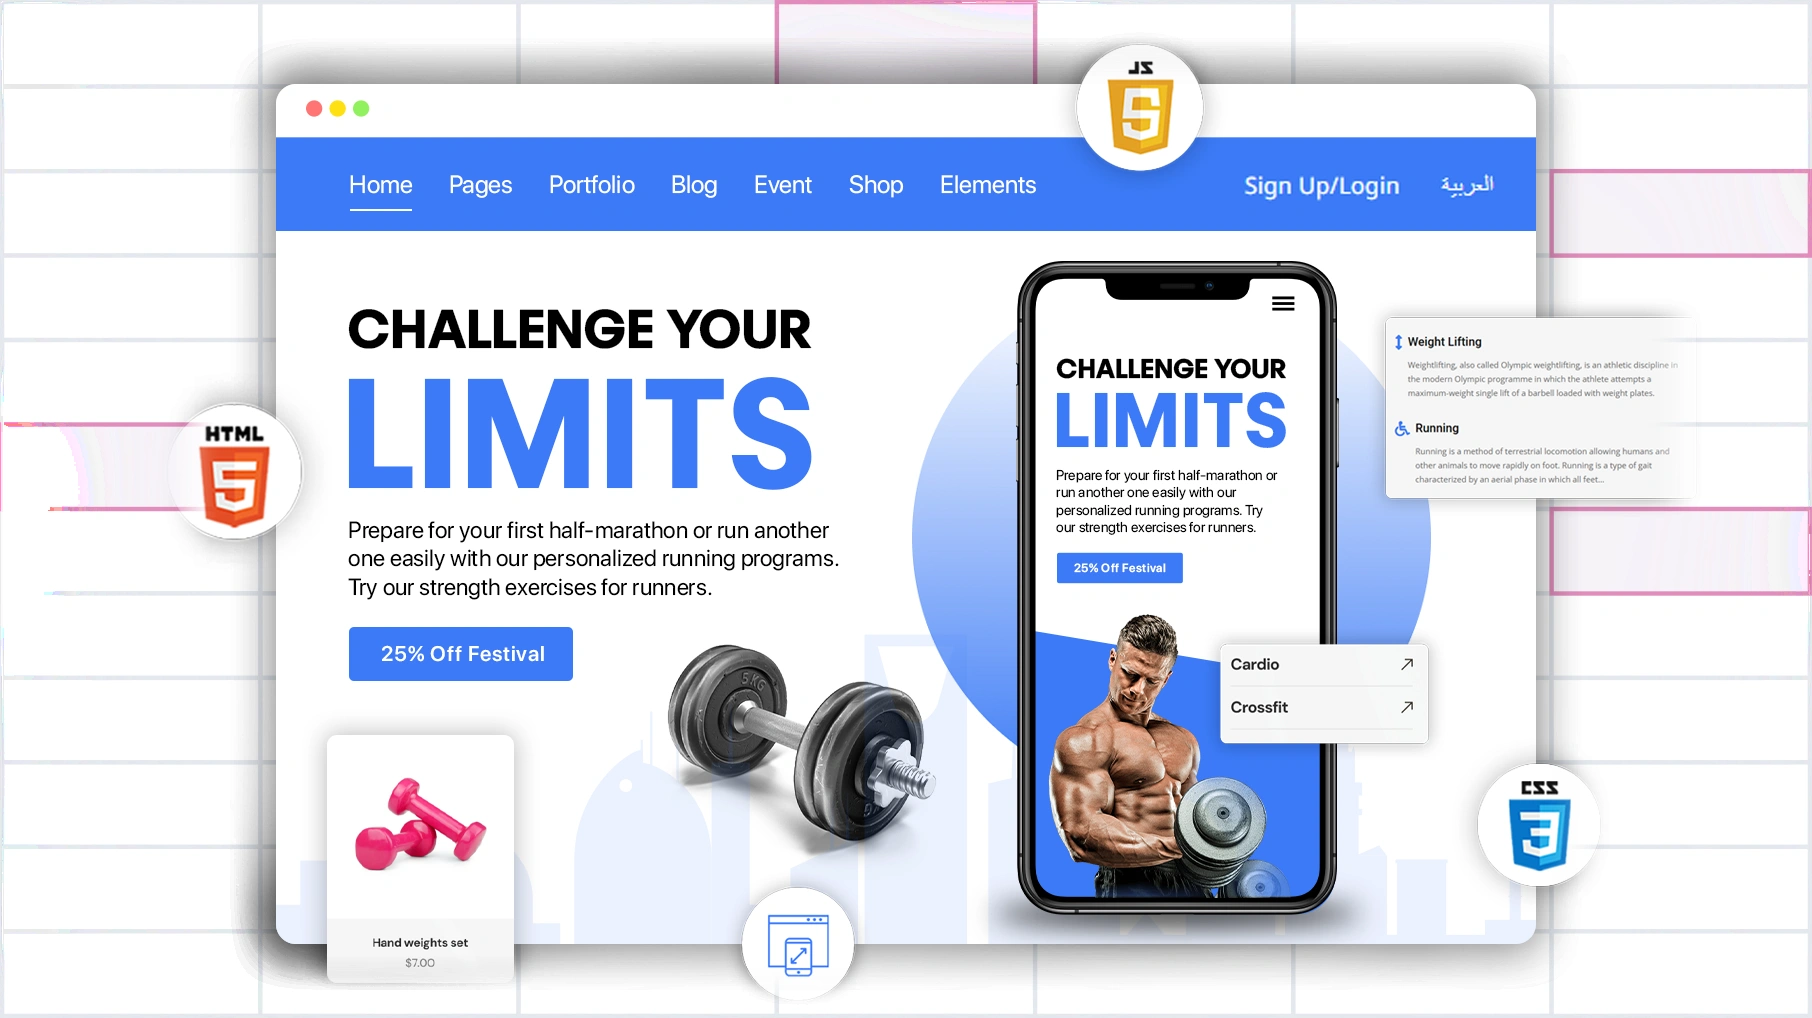 JS
Home Pages Portfolio Blog Event Shop Elements Sign Up/Login العربية
CHALLENGE YOUR
LIMITS
Prepare for your first half-marathon or run another
one easily with our personalized running programs.
Try our strength exercises for runners.
25% Off Festival
HTML
5
5KG
Hand weights set
$7.00
CHALLENGE YOUR
LIMITS
Prepare for your first half-marathon or
run another one easily with our
personalized running programs. Try
our strength exercises for runners.
25% Off Festival
Weight Lifting
Weightlifting, also called Olympic weightlifting, is an athletic discipline in
the modern Olympic programme in which the athlete attempts a
maximum-weight single lift of a barbell loaded with weight plates.
Running
Running is a method of terrestrial locomotion allowing humans and
other animals to move rapidly on foot. Running is a type of gait
characterized by an aerial phase in which all feet...
Cardio
Crossfit
CSS
3